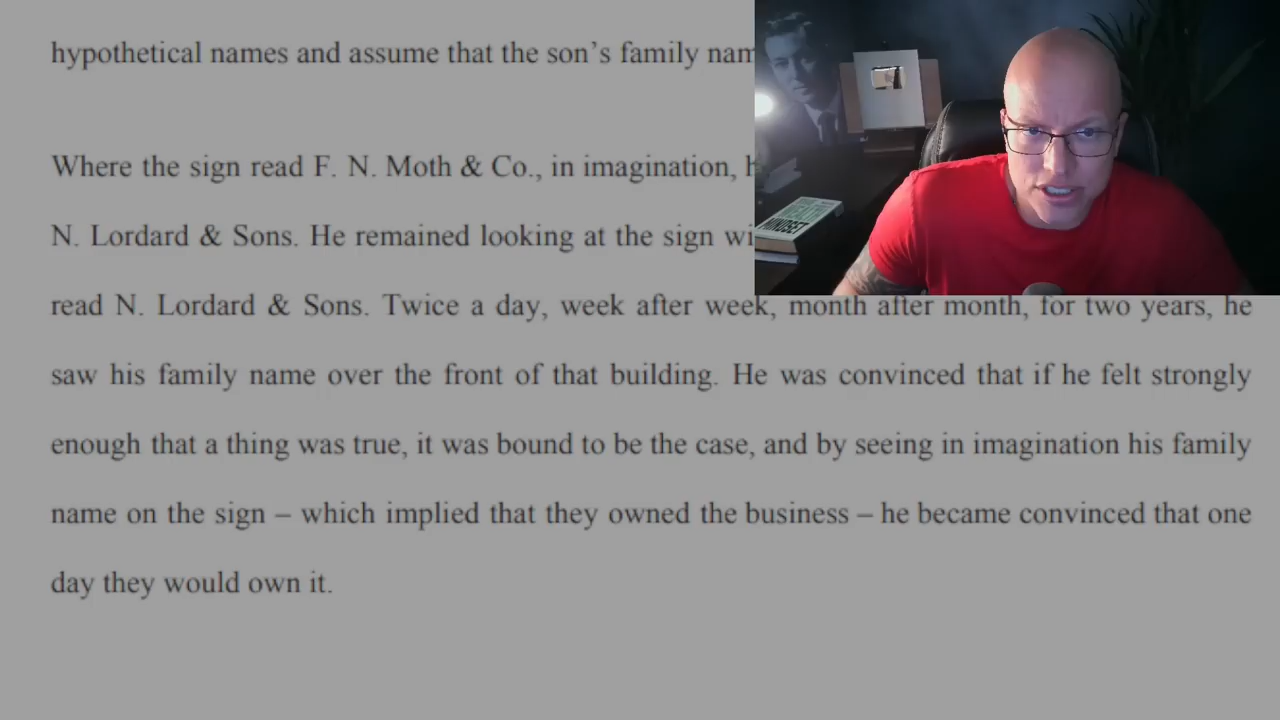 hypothetical names and assume that the son's family
Where the sign read F. N. Moth & Co., in imagination,
N. Lordard & Sons. He remained looking at the sign
read N. Lordard & Sons. Twice a day, week after week, month after month, for two years, he
saw his family name over the front of that building. He was convinced that if he felt strongly
enough that a thing was true, it was bound to be the case, and by seeing in imagination his family
name on the sign – which implied that they owned the business – he became convinced that one
day they would own it.
MINDSET